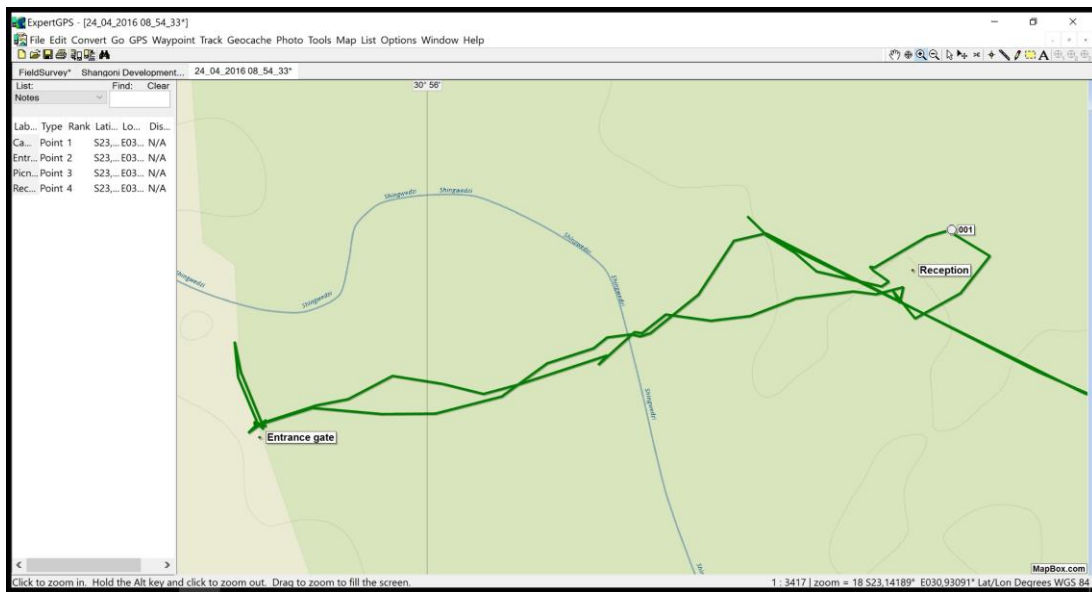 ExpertGPS - [24_04_2016 08_54_33*]
File Edit Convert Go GPS Waypoint Track Geocache Photo Tools Map List Options Window Help
FieldSurvey* Shangoni Development... 24_04_2016 08_54_33*
List: Find: Clear
Notes
Lab... Type Rank Lati... Lo... Dis...
Ca... Point 1 S23,... E03... N/A
Entr... Point 2 S23,... E03... N/A
Picn... Point 3 S23,... E03... N/A
Rec... Point 4 S23,... E03... N/A
30° 56'
Shingwedzi
Shingwedzi
Shingwedzi
Shingwedzi
Shingwedzi
Shingwedzi
Shingwedzi
Shingwedzi
001
Reception
Entrance gate
MapBox.com
Click to zoom in. Hold the Alt key and click to zoom out. Drag to zoom to fill the screen.
1 : 3417 | zoom = 18 S23,14189° E030,93091° Lat/Lon Degrees WGS 84